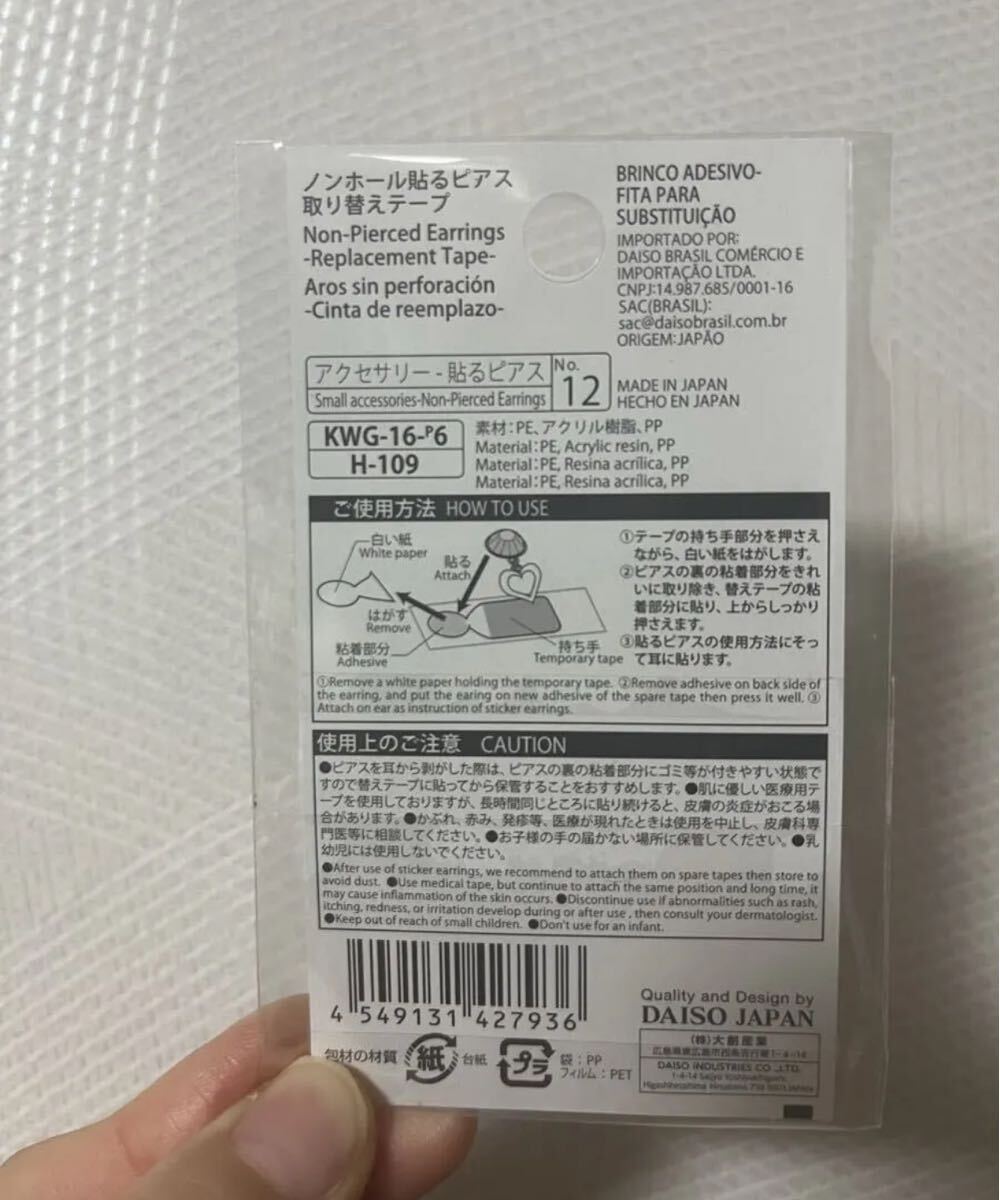 ノンホール貼るピアス
取り替えテープ
Non-Pierced Earrings
-Replacement Tape-
Aros sin perforación
-Cinta de reemplazo-
BRINCO ADESIVO-
FITA PARA
SUBSTITUIÇÃO
IMPORTADO POR:
DAISO BRASIL COMÉRCIO E
IMPORTAÇÃO LTDA.
CNPJ:14.987.685/0001-16
SAC(BRASIL):
sac@daisobrasil.com.br
ORIGEM:JAPÃO
アクセサリー - 貼るピアス
Small accessories-Non-Pierced Earrings
No.
12
MADE IN JAPAN
HECHO EN JAPÓN
KWG-16-P6
H-109
素材:PE、アクリル樹脂、PP
Material:PE, Acrylic resin, PP
Material:PE, Resina acrílica, PP
Material:PE, Resina acrílica, PP
ご使用方法 HOW TO USE
白い紙
White paper
貼る
Attach
はがす
Remove
粘着部分
Adhesive
持ち手
Temporary tape
①テープの持ち手部分を押さえ
ながら、白い紙をはがします。
②ピアスの裏の粘着部分をきれ
いに取り除き、替えテープの粘
着部分に貼り、上からしっかり
押さえます。
③貼るピアスの使用方法にそっ
て耳に貼ります。
①Remove a white paper holding the temporary tape. ②Remove adhesive on back side of
the earring, and put the earing on new adhesive of the spare tape then press it well. ③
Attach on ear as instruction of sticker earrings.
使用上のご注意 CAUTION
●ピアスを耳から剥がした際は、ピアスの裏の粘着部分にゴミ等が付きやすい状態で
すので替えテープに貼ってから保管することをおすすめします。●肌に優しい医療用テ
ープを使用しておりますが、長時間同じところに貼り続けると、皮膚の炎症がおこる場
合があります。●かぶれ、赤み、発疹等、医療が現れたときは使用を中止し、皮膚科専
門医等に相談してください。●お子様の手の届かない場所に保管してください。●乳
幼児には使用しないでください。
●After use of sticker earrings, we recommend to attach them on spare tapes then store to
avoid dust. ●Use medical tape, but continue to attach the same position and long time, it
may cause inflammation of the skin occurs. ●Discontinue use if abnormalities such as rash,
itching, redness, or irritation develop during or after use , then consult your dermatologist.
●Keep out of reach of small children. ●Don't use for an infant.
4 549131 427936
包材の材質
紙
台紙
プラ
袋:PP
フィルム:PET
Quality and Design by
DAISO JAPAN
(株)大創産業
広島県東広島市西条吉行東1-4-14
DAISO INDUSTRIES CO.,LTD.
1-4-14 Saijo Yoshiyukihigashi,
Higashihiroshima Hiroshima 739-8501 JAPAN